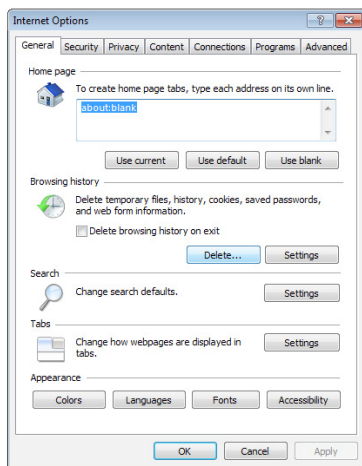 Internet Options
General Security Privacy Content Connections Programs Advanced
Home page
To create home page tabs, type each address on its own line.
about:blank
Use current Use default Use blank
Browsing history
Delete temporary files, history, cookies, saved passwords,
and web form information.
Delete browsing history on exit
Delete... Settings
Search
Change search defaults. Settings
Tabs
Change how webpages are displayed in
tabs.
Settings
Appearance
Colors Languages Fonts Accessibility
OK Cancel Apply